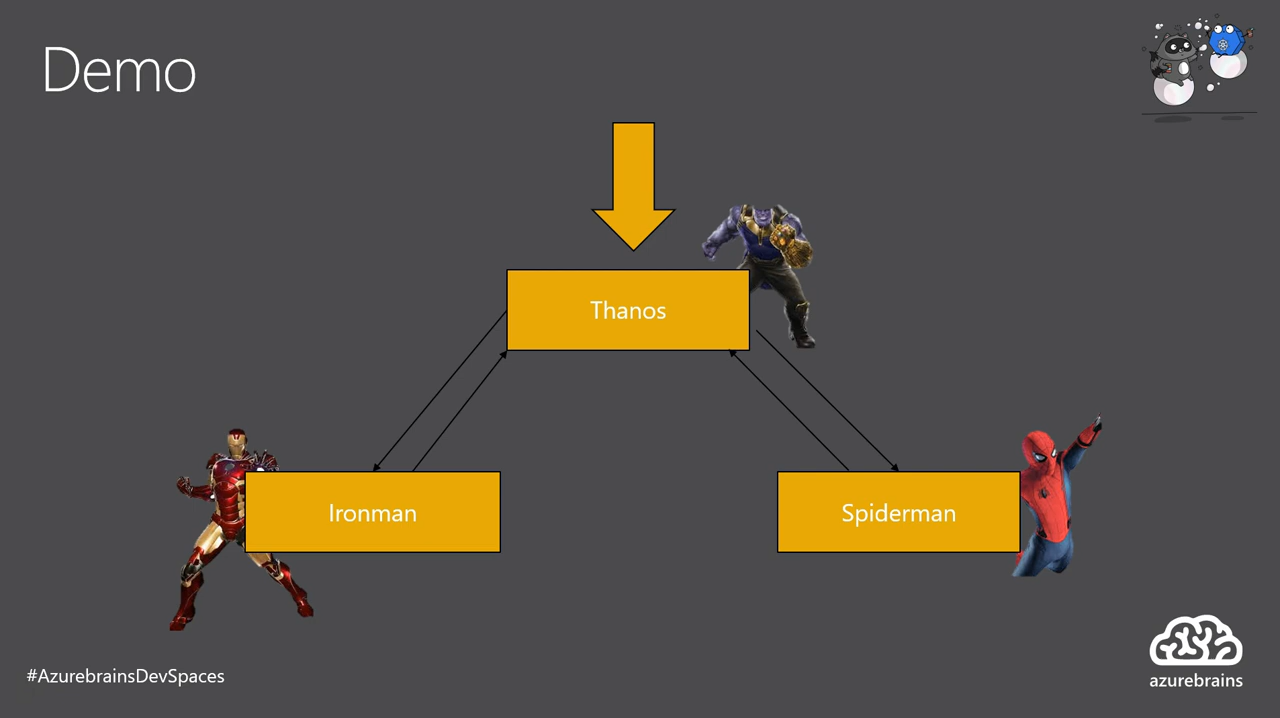 Demo
Thanos
Ironman
Spiderman
#AzurebrainsDevSpaces
azurebrains